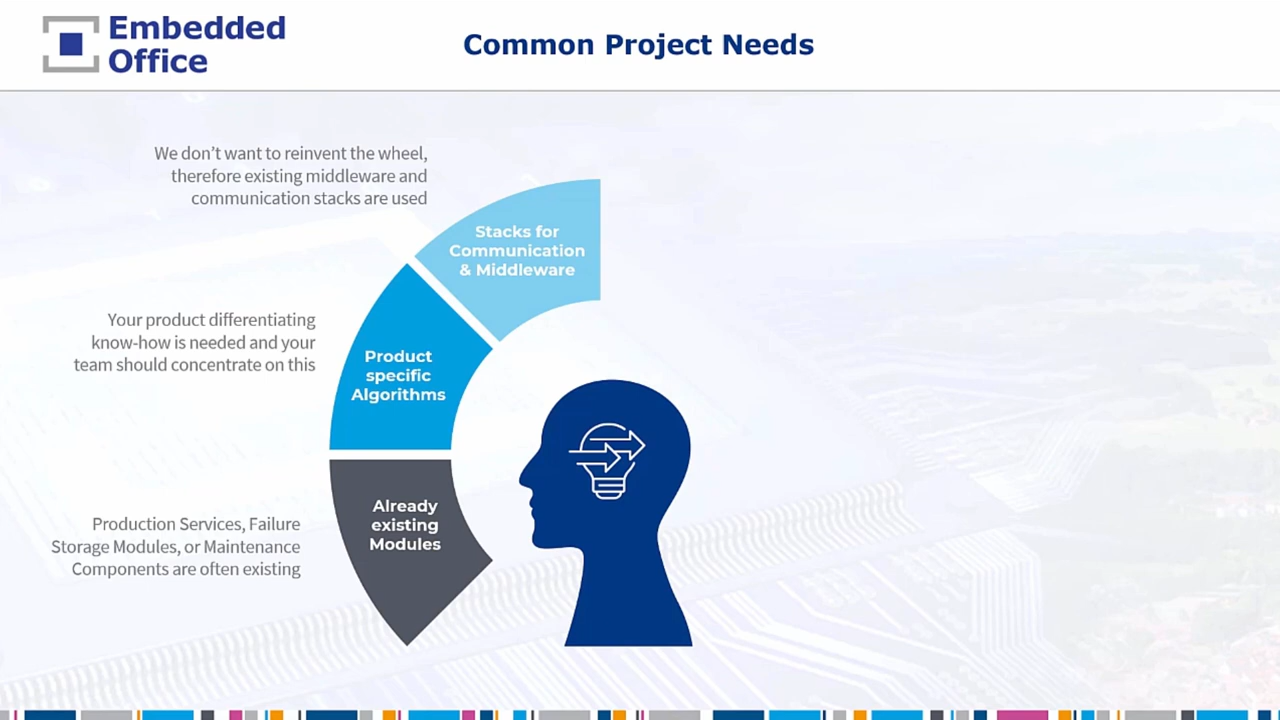 Embedded
Office
Common Project Needs
We don't want to reinvent the wheel,
therefore existing middleware and
communication stacks are used
Stacks for
Communication
& Middleware
Your product differentiating
know-how is needed and your
team should concentrate on this
Product
specific
Algorithms
Already
existing
Modules
Production Services, Failure
Storage Modules, or Maintenance
Components are often existing